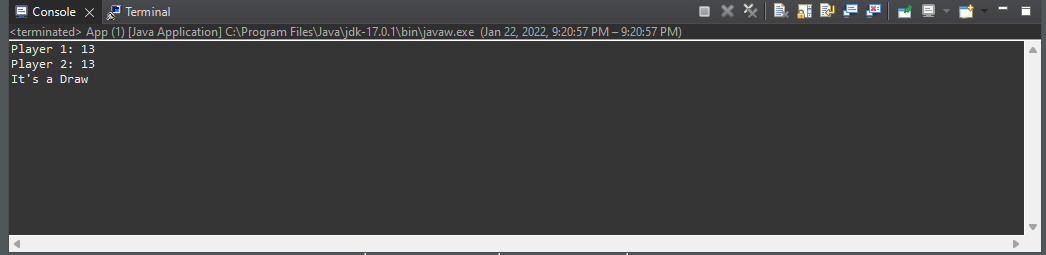 Console Terminal
<terminated> App (1) [Java Application] C:\Program Files\Java\jdk-17.0.1\bin\javaw.exe (Jan 22, 2022, 9:20:57 PM – 9:20:57 PM)
Player 1: 13
Player 2: 13
It's a Draw